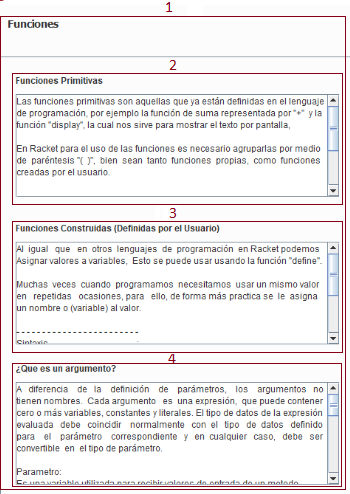 1
Funciones
2
Funciones Primitivas
Las funciones primitivas son aquellas que ya están definidas en el lenguaje
de programación, por ejemplo la función de suma representada por "+" y la
función "display", la cual nos sirve para mostrar el texto por pantalla,
En Racket para el uso de las funciones es necesario agruparlas por medio
de paréntesis "( )", bien sean tanto funciones propias, como funciones
creadas por el usuario.
3
Funciones Construidas (Definidas por el Usuario)
Al igual que en otros lenguajes de programación en Racket podemos
Asignar valores a variables, Esto se puede usar usando la función "define".
Muchas veces cuando programamos necesitamos usar un mismo valor
en repetidas ocasiones, para ello, de forma más practica se le asigna
un nombre o (variable) al valor.
- - - - - - - - - - - - - - - - - - - - - - -
Sintaxis :
4
¿Que es un argumento?
A diferencia de la definición de parámetros, los argumentos no
tienen nombres. Cada argumento es una expresión, que puede contener
cero o más variables, constantes y literales. El tipo de datos de la expresión
evaluada debe coincidir normalmente con el tipo de datos definido
para el parámetro correspondiente y en cualquier caso, debe ser
convertible en el tipo de parámetro.
Parametro:
Es una variable utilizada para recibir valores de entrada de un metodo